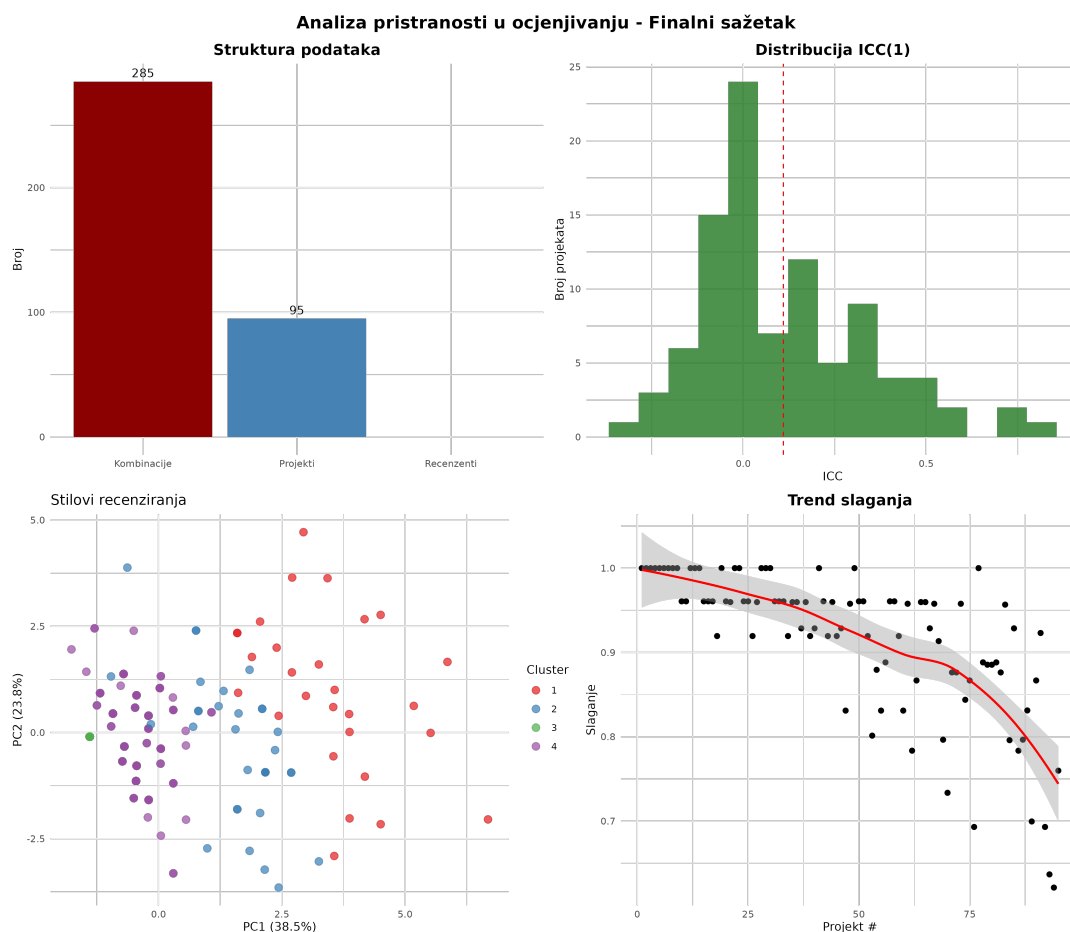 Analiza pristranosti u ocjenjivanju - Finalni sažetak
Struktura podataka
285
95
200
100
0
Broj
Kombinacije
Projekti
Recenzenti
Distribucija ICC(1)
25
20
15
10
5
0
Broj projekata
0.0
0.5
ICC
Stilovi recenziranja
5.0
2.5
0.0
-2.5
PC2 (23.8%)
0.0
2.5
5.0
PC1 (38.5%)
Cluster
1
2
3
4
Trend slaganja
1.0
0.9
0.8
0.7
Slaganje
0
25
50
75
Projekt #